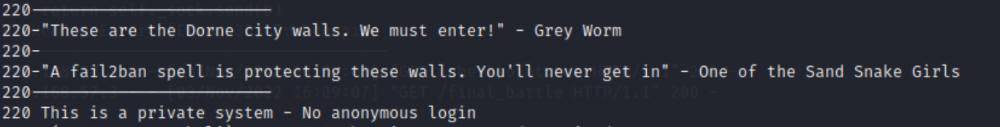 220-------------------------
220-"These are the Dorne city walls. We must enter!" - Grey Worm
220-
220-"A fail2ban spell is protecting these walls. You'll never get in" - One of the Sand Snake Girls
220-------------------------
220 This is a private system - No anonymous login